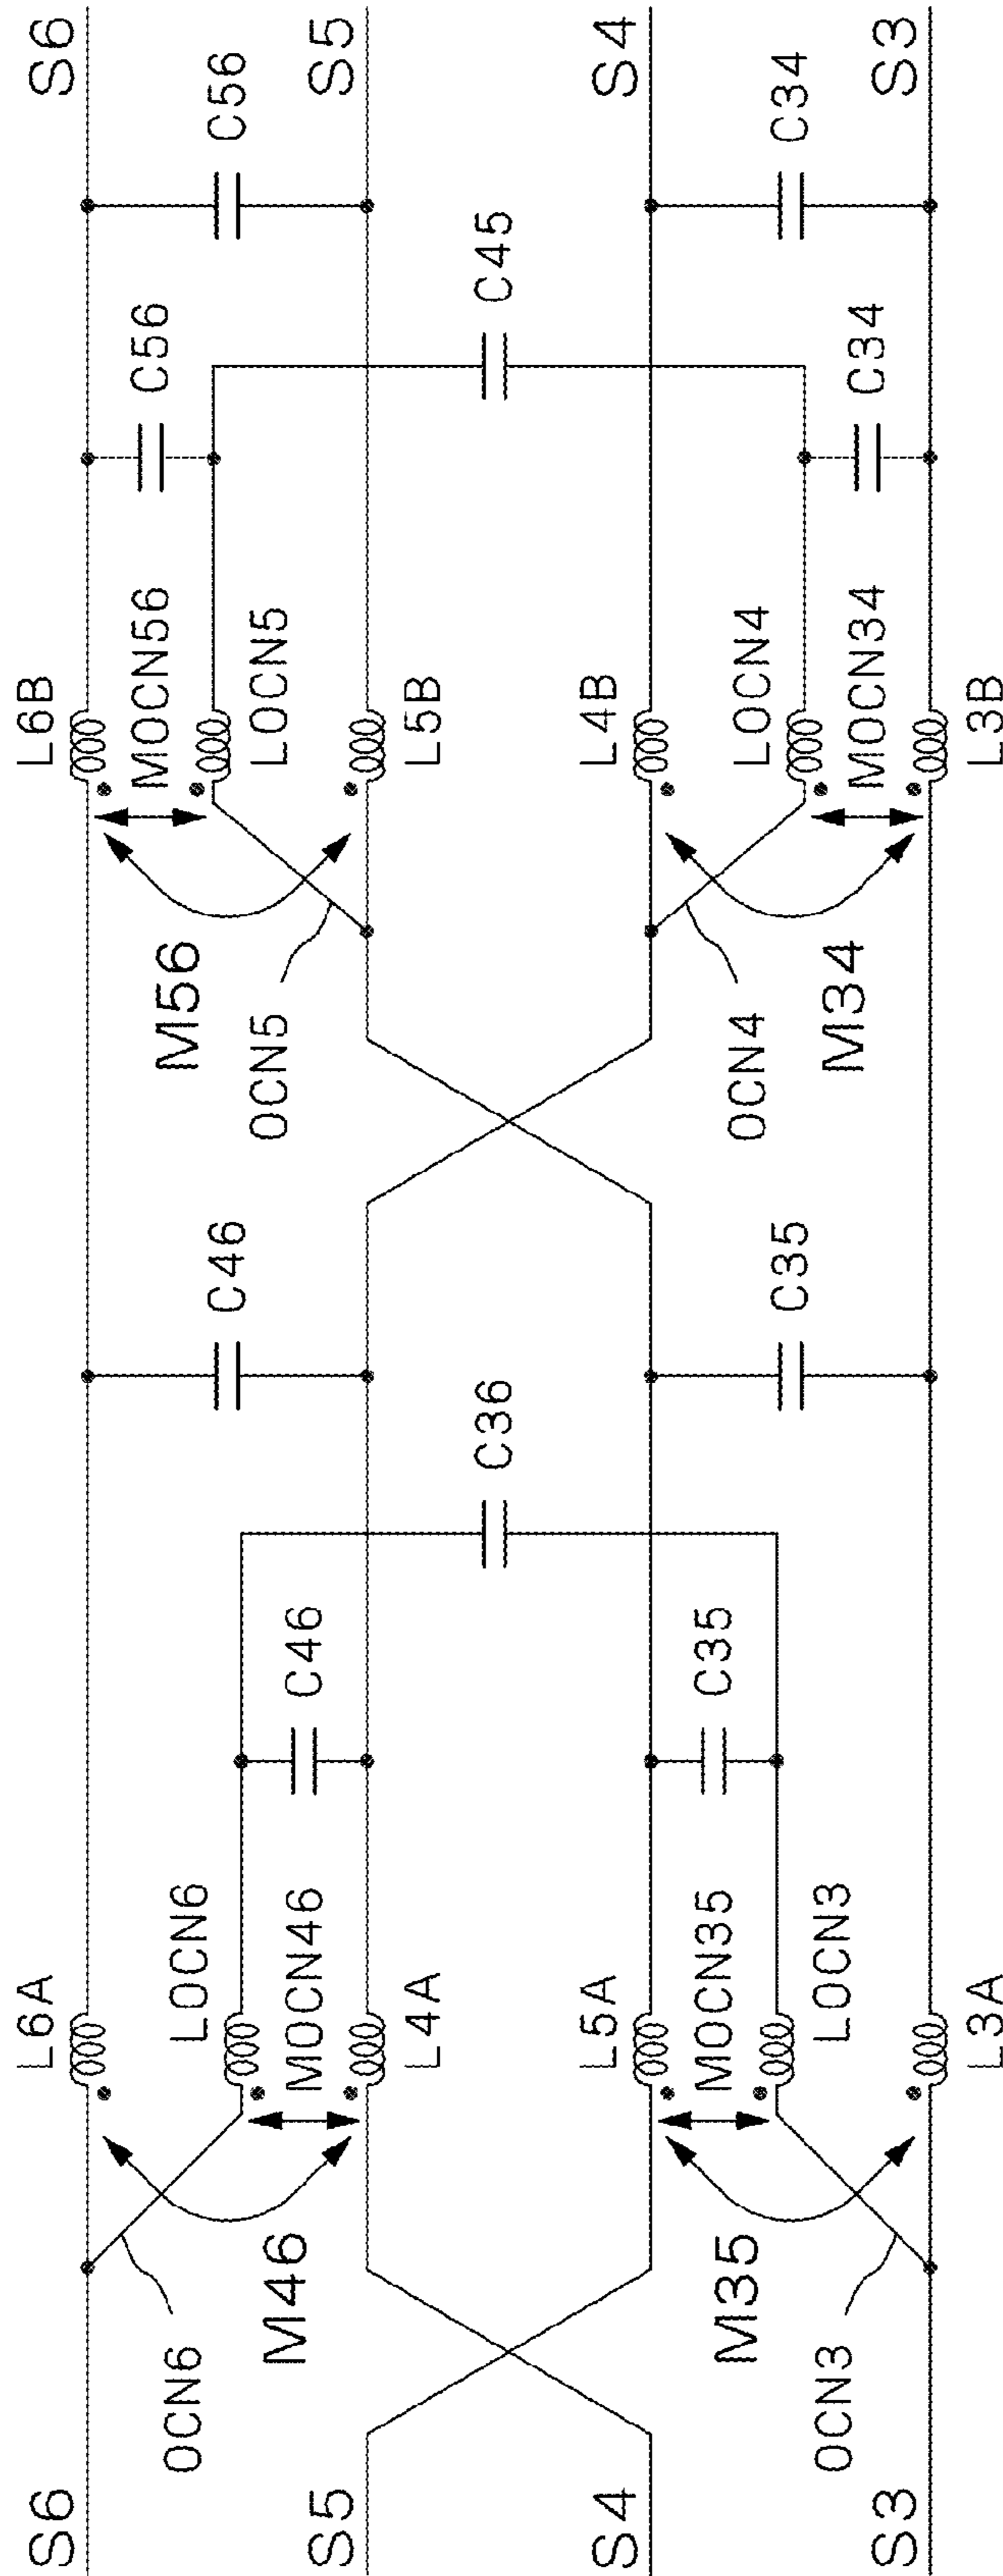 S6
S5
S4
S3
C56
C34
C45
C56
C34
L6B
MOCN56
LOCN5
L5B
L4B
LOCN4
MOCN34
L3B
M56
OCN5
OCN4
M34
C46
C35
C36
C46
C35
L6A
LOCN6
MOCN46
L4A
L5A
MOCN35
LOCN3
L3A
M46
M35
OCN6
OCN3
S6
S5
S4
S3